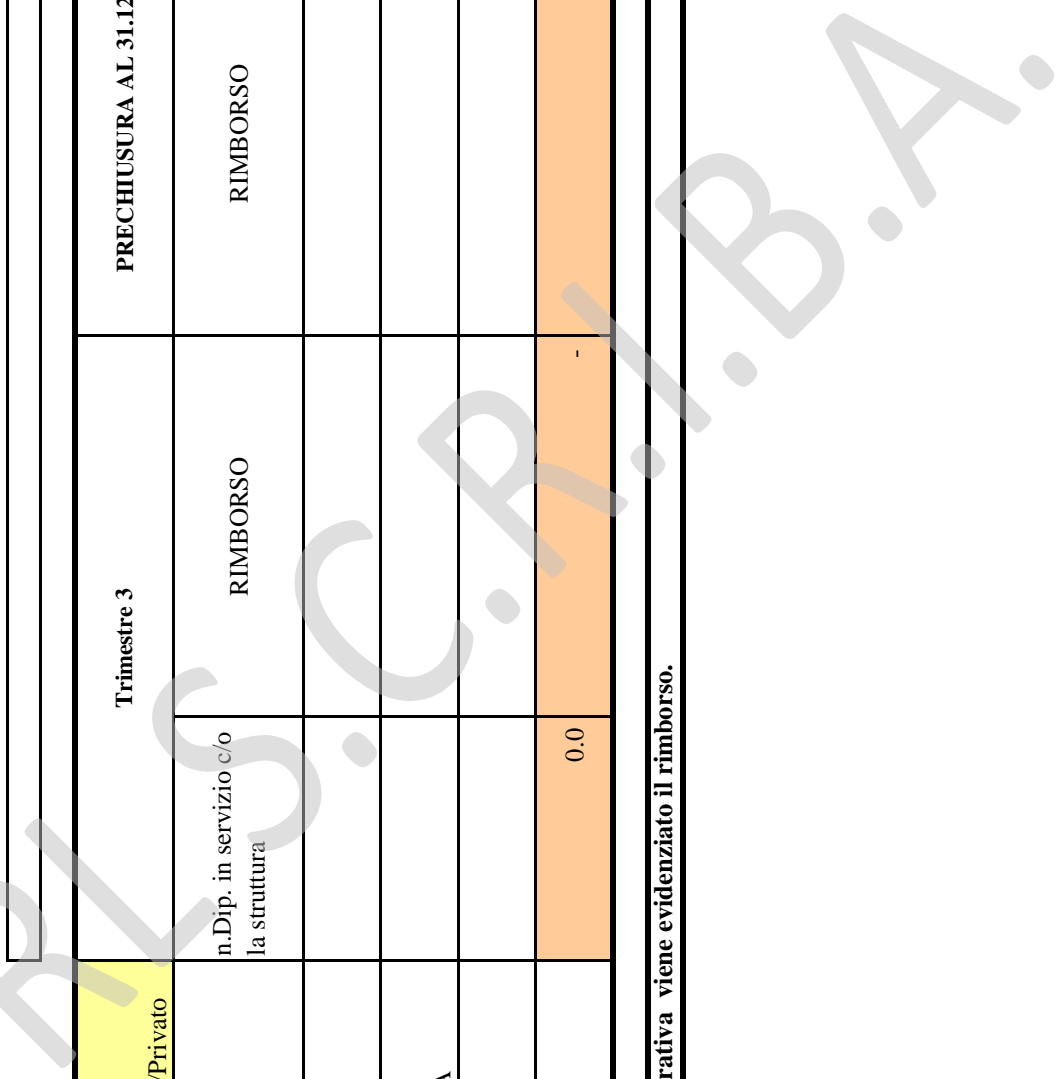 /Privato
Trimestre 3
PRECHIUSURA AL 31.12
n.Dip. in servizio c/o
la struttura
RIMBORSO
RIMBORSO
A
0.0
-
rativa viene evidenziato il rimborso.
RLS.C.R.I.B.A.